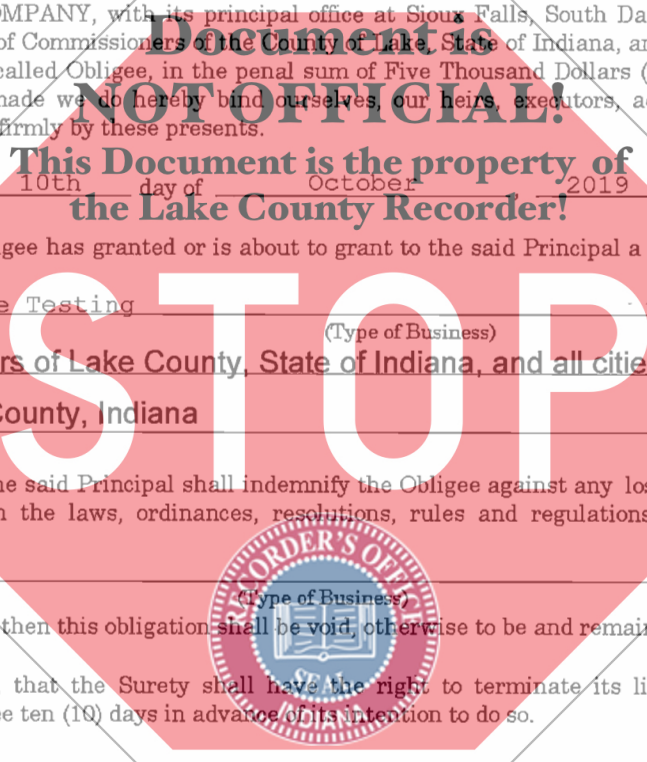 OMPANY, with its principal office at Sioux Falls, South Da
Document is
of Commissioners of the County of Lake, State of Indiana, an
called Obligee, in the penal sum of Five Thousand Dollars (
NOT OFFICIAL!
made we do hereby bind ourselves, our heirs, executors, a
firmly by these presents.
This Document is the property of
10th day of October 2019
the Lake County Recorder!
igee has granted or is about to grant to the said Principal a
STOP
e Testing
(Type of Business)
rs of Lake County, State of Indiana, and all citie
County, Indiana
he said Principal shall indemnify the Obligee against any los
n the laws, ordinances, resolutions, rules and regulations
RECORDER'S OFFICE
(Type of Business)
then this obligation shall be void, otherwise to be and remain
SEAL
that the Surety shall have the right to terminate its li
INDIANA
e ten (10) days in advance of its intention to do so.